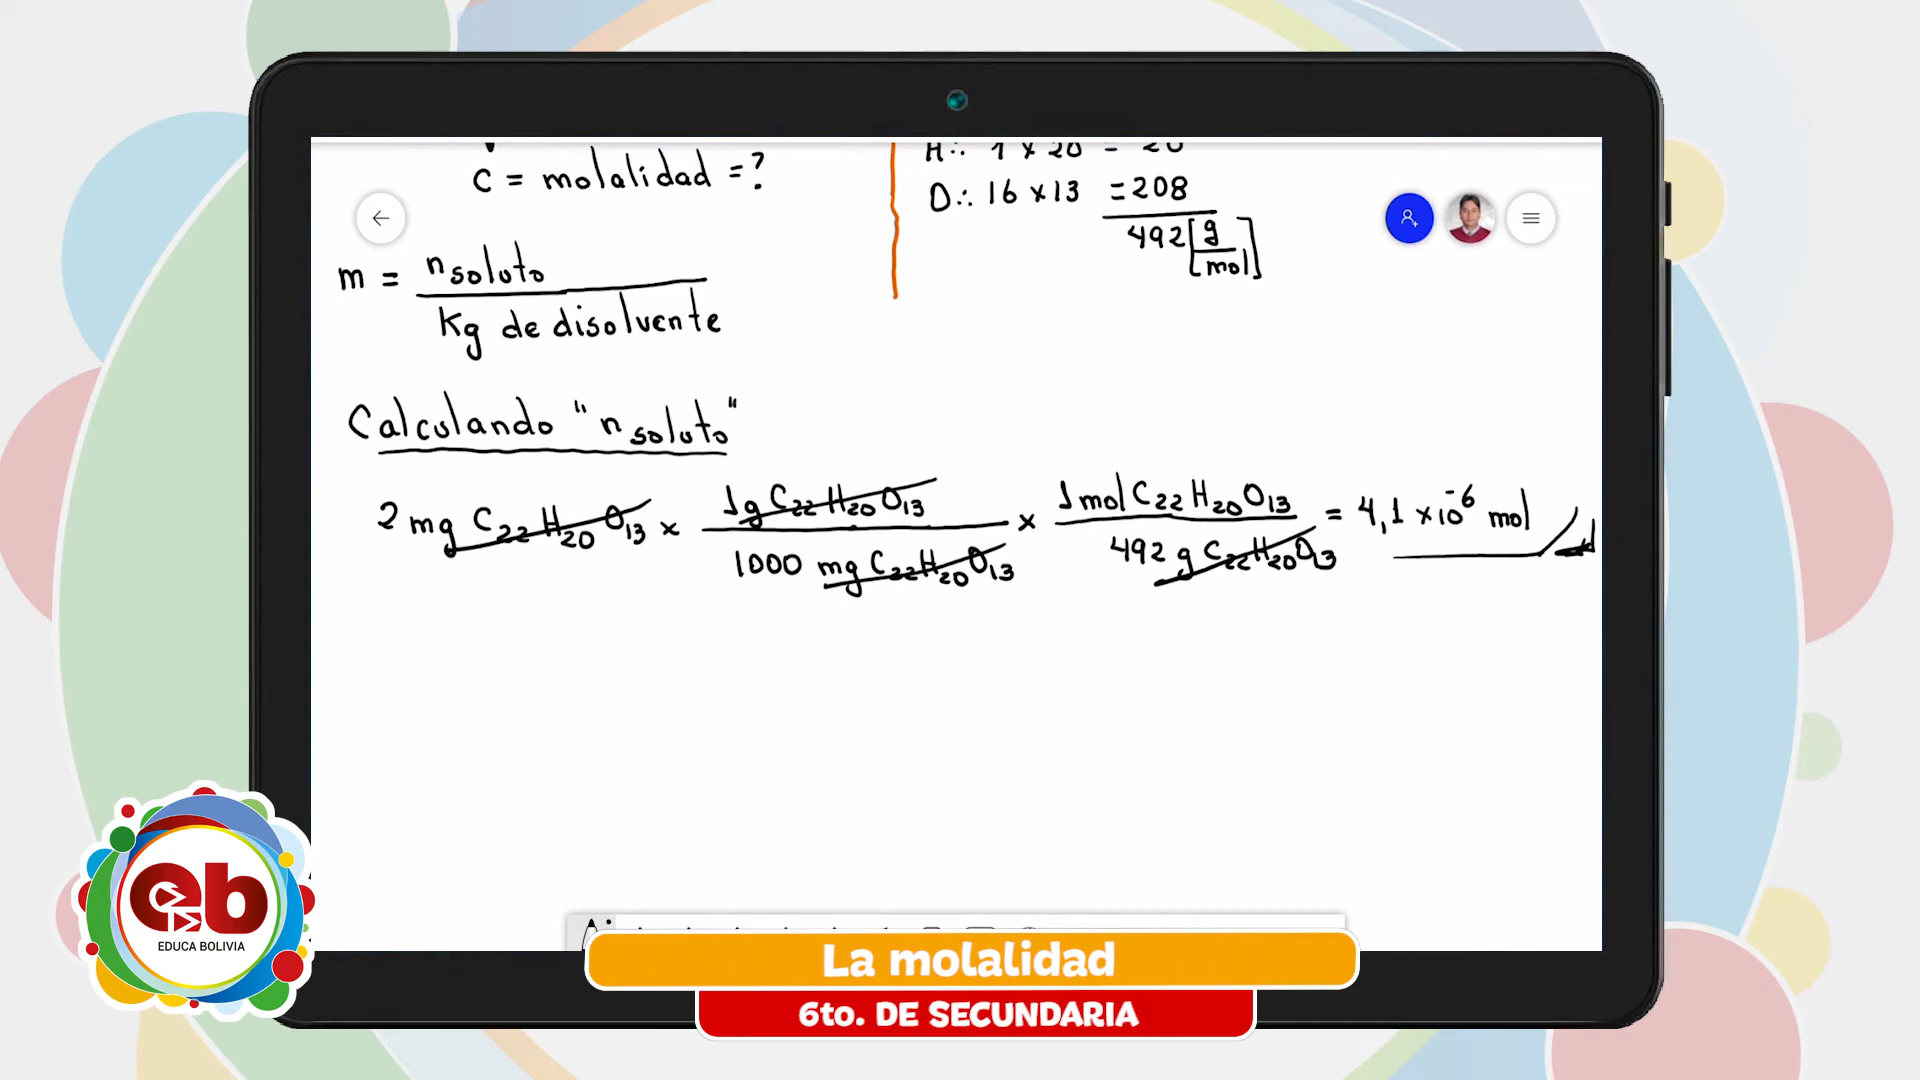 c = molalidad = ?
H∴ 1 x 20 = 20
O∴ 16 x 13 = 208
492 [g/mol]
m = n soluto / Kg de disolvente
Calculando "n soluto"
2 mg C22H20O13 x 1g C22H20O13 / 1000 mg C22H20O13 x 1mol C22H20O13 / 492 g C22H20O13 = 4,1 x 10⁻⁶ mol
eb
EDUCA BOLIVIA
La molalidad
6to. DE SECUNDARIA